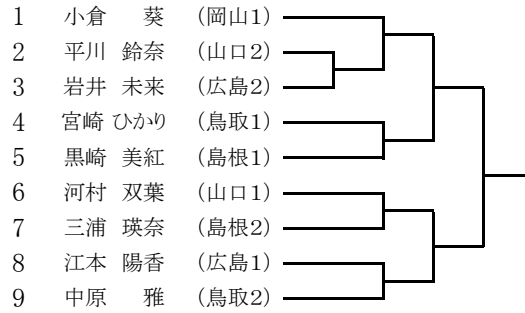 1 小倉 葵 (岡山1)
2 平川 鈴奈 (山口2)
3 岩井 未来 (広島2)
4 宮崎 ひかり (鳥取1)
5 黒崎 美紅 (島根1)
6 河村 双葉 (山口1)
7 三浦 瑛奈 (島根2)
8 江本 陽香 (広島1)
9 中原 雅 (鳥取2)